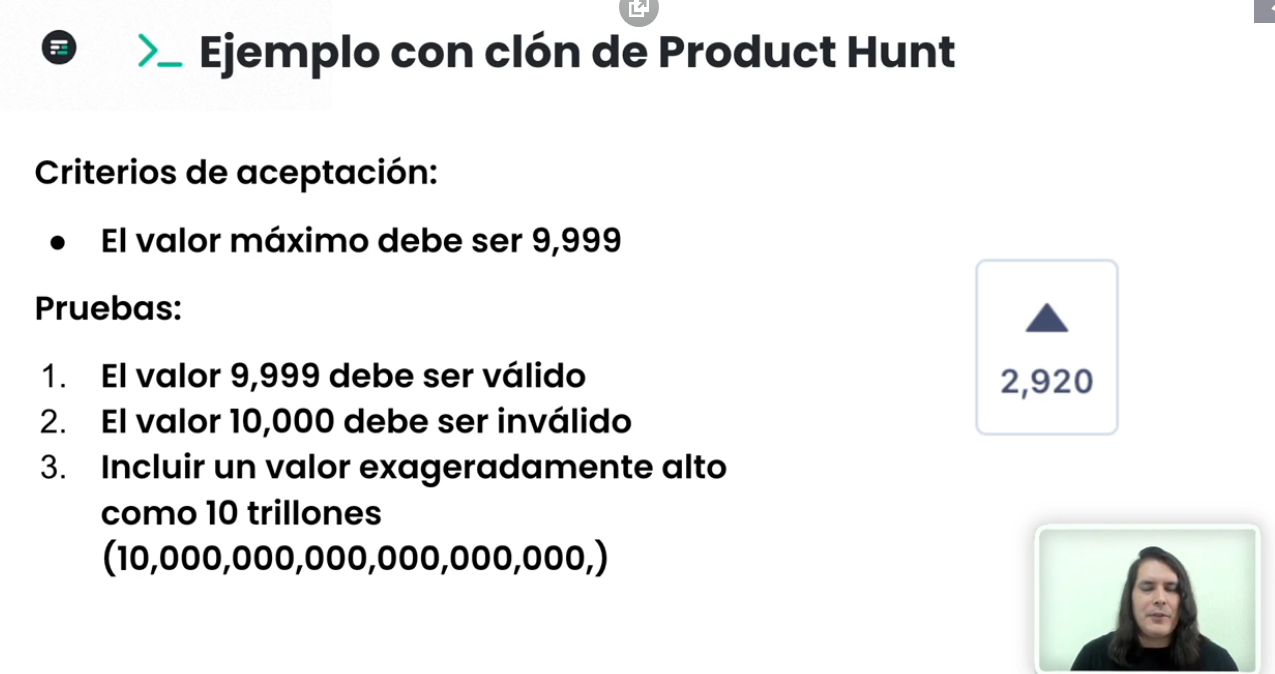 >_ Ejemplo con clón de Product Hunt
Criterios de aceptación:
● El valor máximo debe ser 9,999
Pruebas:
1. El valor 9,999 debe ser válido
2. El valor 10,000 debe ser inválido
3. Incluir un valor exageradamente alto
como 10 trillones
(10,000,000,000,000,000,000,)
2,920